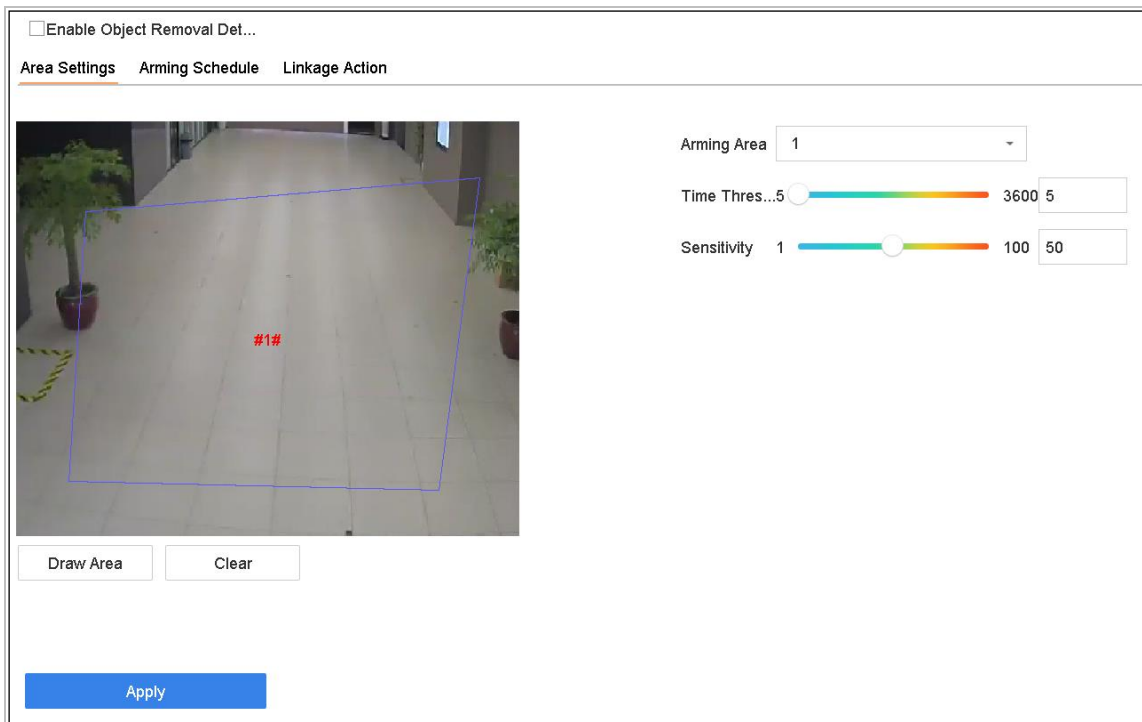 Enable Object Removal Det...
Area Settings Arming Schedule Linkage Action
Arming Area 1
Time Thres... 5 3600 5
Sensitivity 1 100 50
#1#
Draw Area Clear
Apply